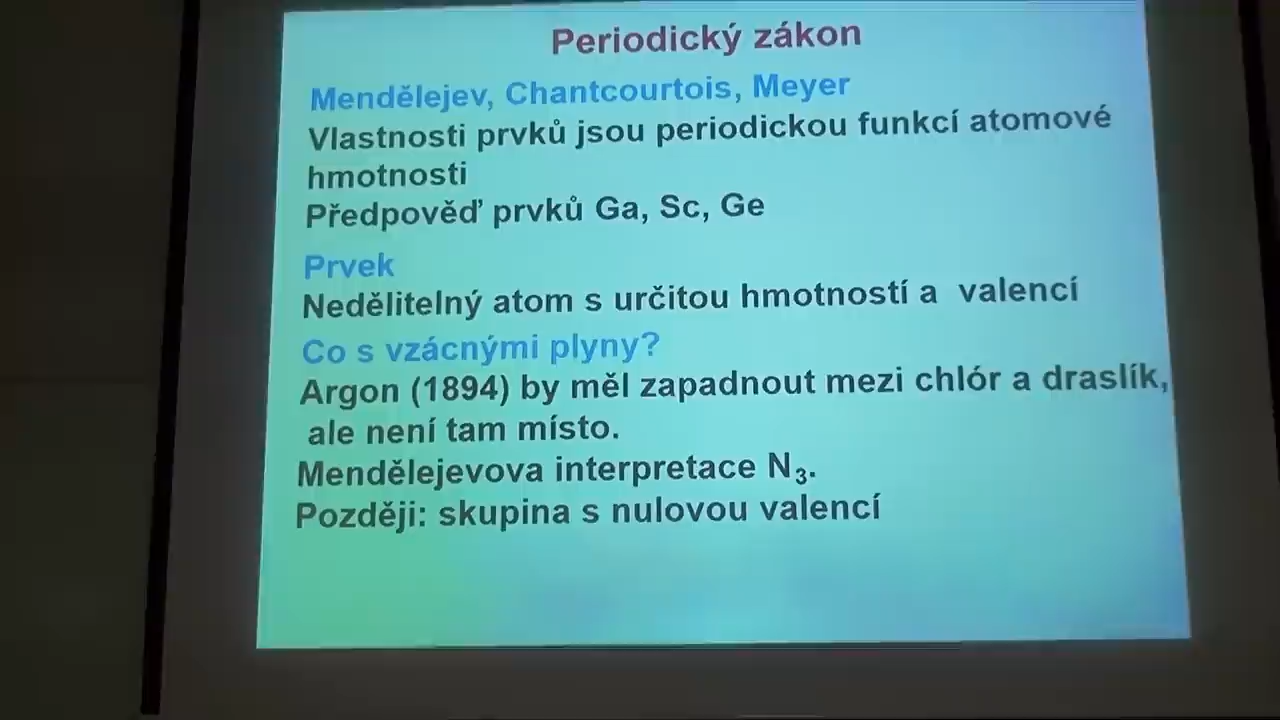 Periodický zákon
Mendělejev, Chantcourtois, Meyer
Vlastnosti prvků jsou periodickou funkcí atomové
hmotnosti
Předpověď prvků Ga, Sc, Ge
Prvek
Nedělitelný atom s určitou hmotností a valencí
Co s vzácnými plyny?
Argon (1894) by měl zapadnout mezi chlór a draslík,
ale není tam místo.
Mendělejevova interpretace N₃.
Později: skupina s nulovou valencí